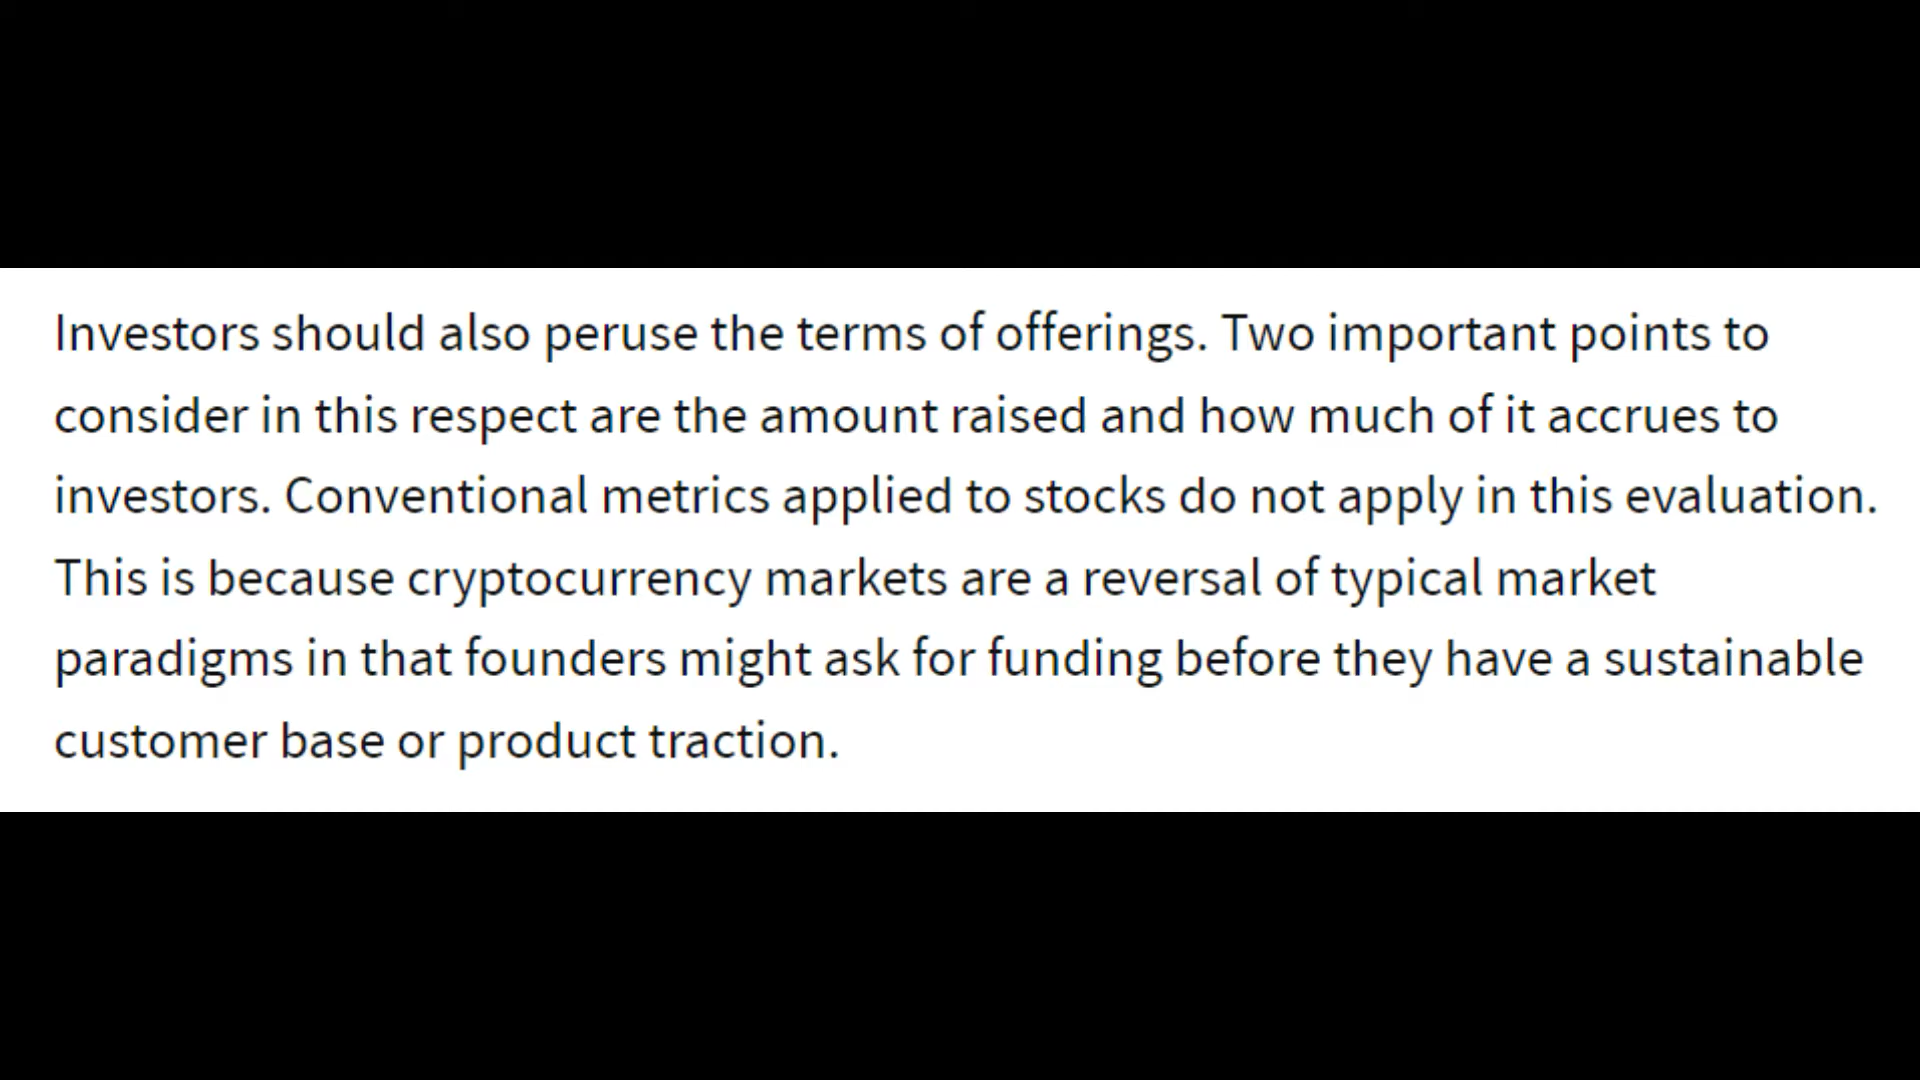 Investors should also peruse the terms of offerings. Two important points to
consider in this respect are the amount raised and how much of it accrues to
investors. Conventional metrics applied to stocks do not apply in this evaluation.
This is because cryptocurrency markets are a reversal of typical market
paradigms in that founders might ask for funding before they have a sustainable
customer base or product traction.